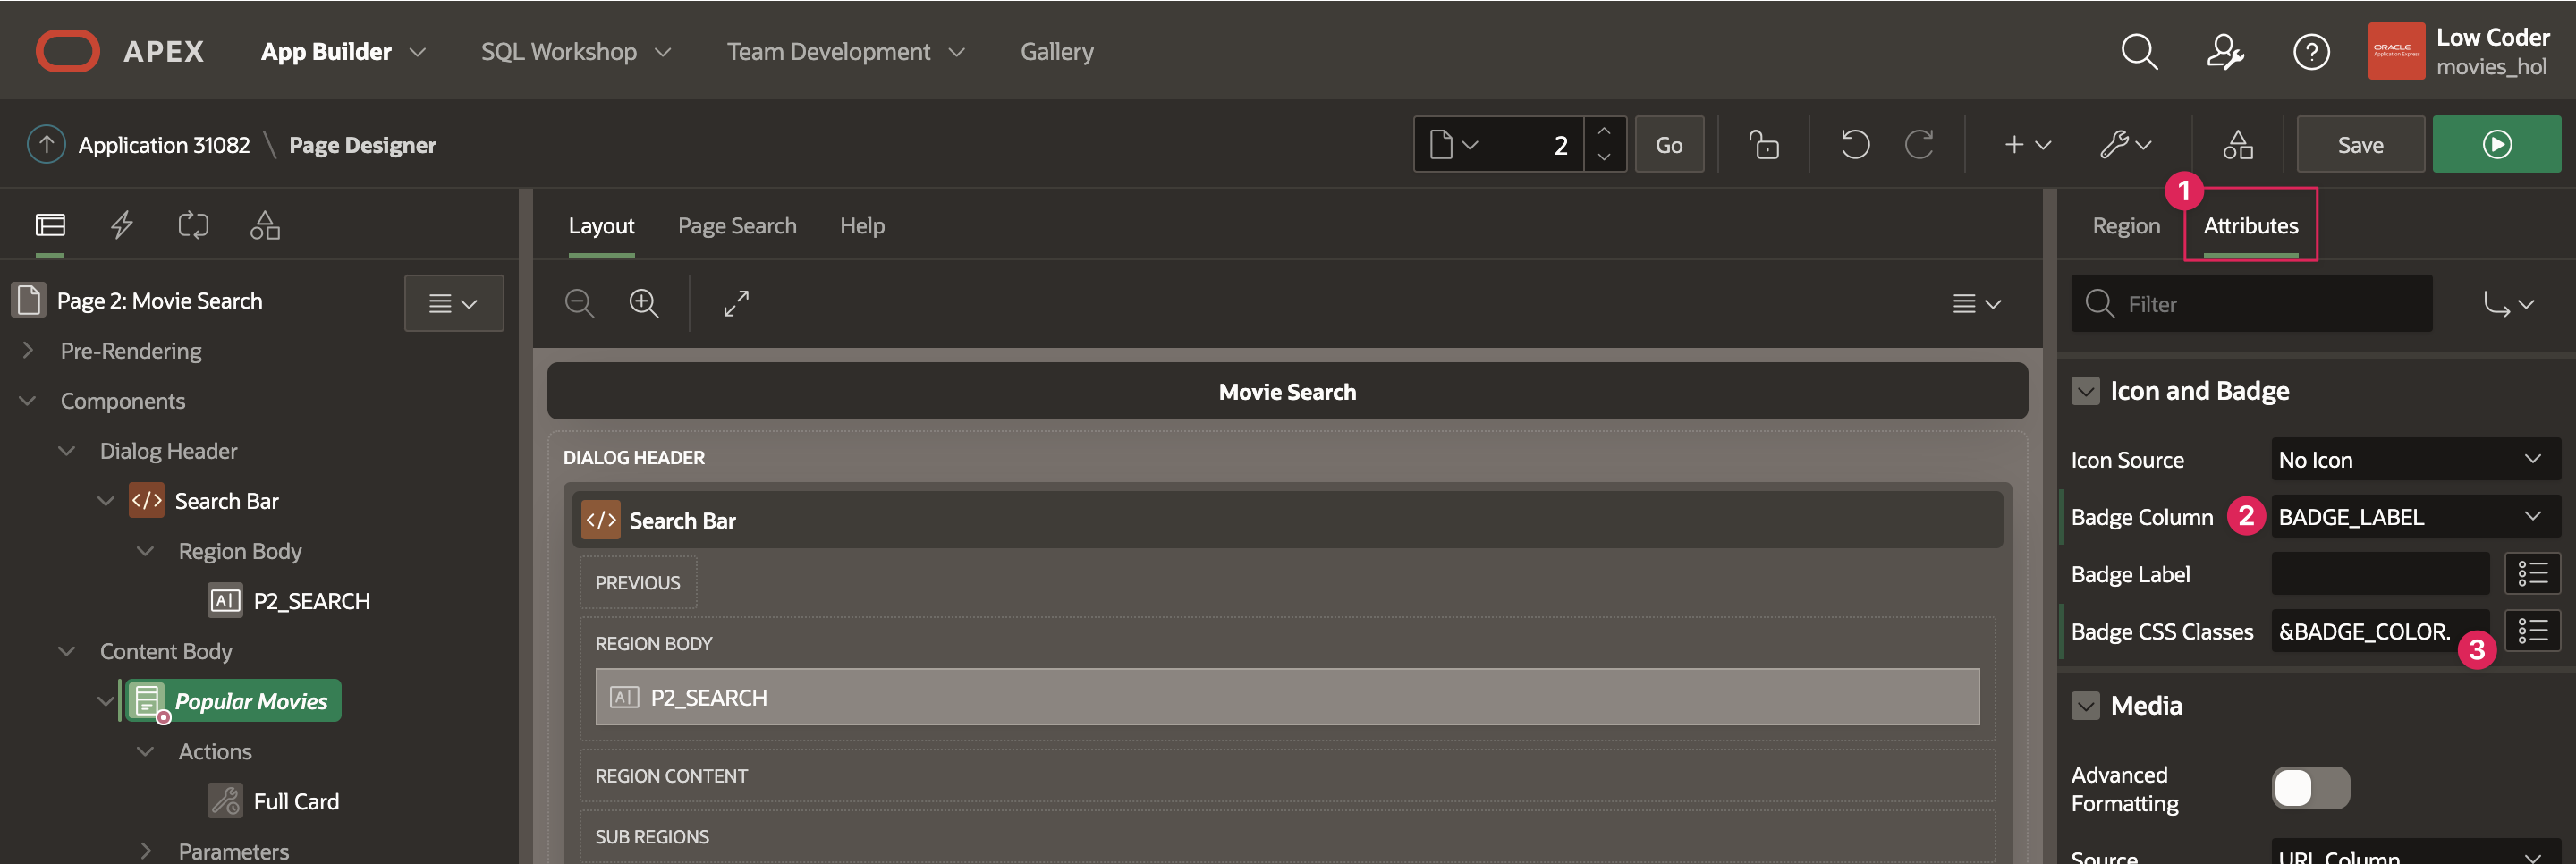 APEX App Builder SQL Workshop Team Development Gallery
ORACLE
Application Express
Low Coder
movies_hol
Application 31082 \ Page Designer
2 Go Save
1
Layout Page Search Help
Region Attributes
Page 2: Movie Search
Filter
Pre-Rendering
Components
Dialog Header
Search Bar
Region Body
P2_SEARCH
Content Body
Popular Movies
Actions
Full Card
Parameters
Movie Search
DIALOG HEADER
Search Bar
PREVIOUS
REGION BODY
P2_SEARCH
REGION CONTENT
SUB REGIONS
Icon and Badge
Icon Source No Icon
Badge Column 2 BADGE_LABEL
Badge Label
Badge CSS Classes &BADGE_COLOR.
3
Media
Advanced
Formatting
Source URL Column